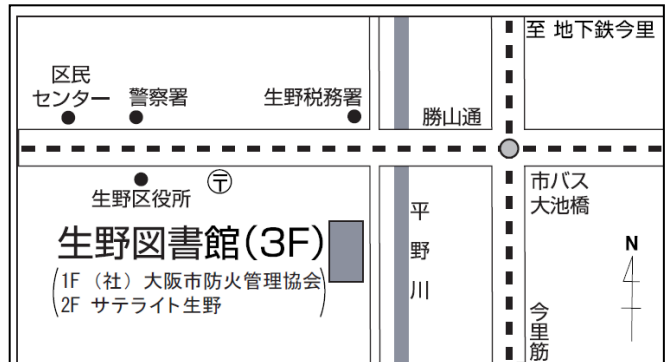 至 地下鉄今里
区民
センター
警察署
生野税務署
勝山通
生野区役所
〒
市バス
大池橋
生野図書館(3F)
(1F (社) 大阪市防火管理協会
2F サテライト生野)
平野川
N
今里筋